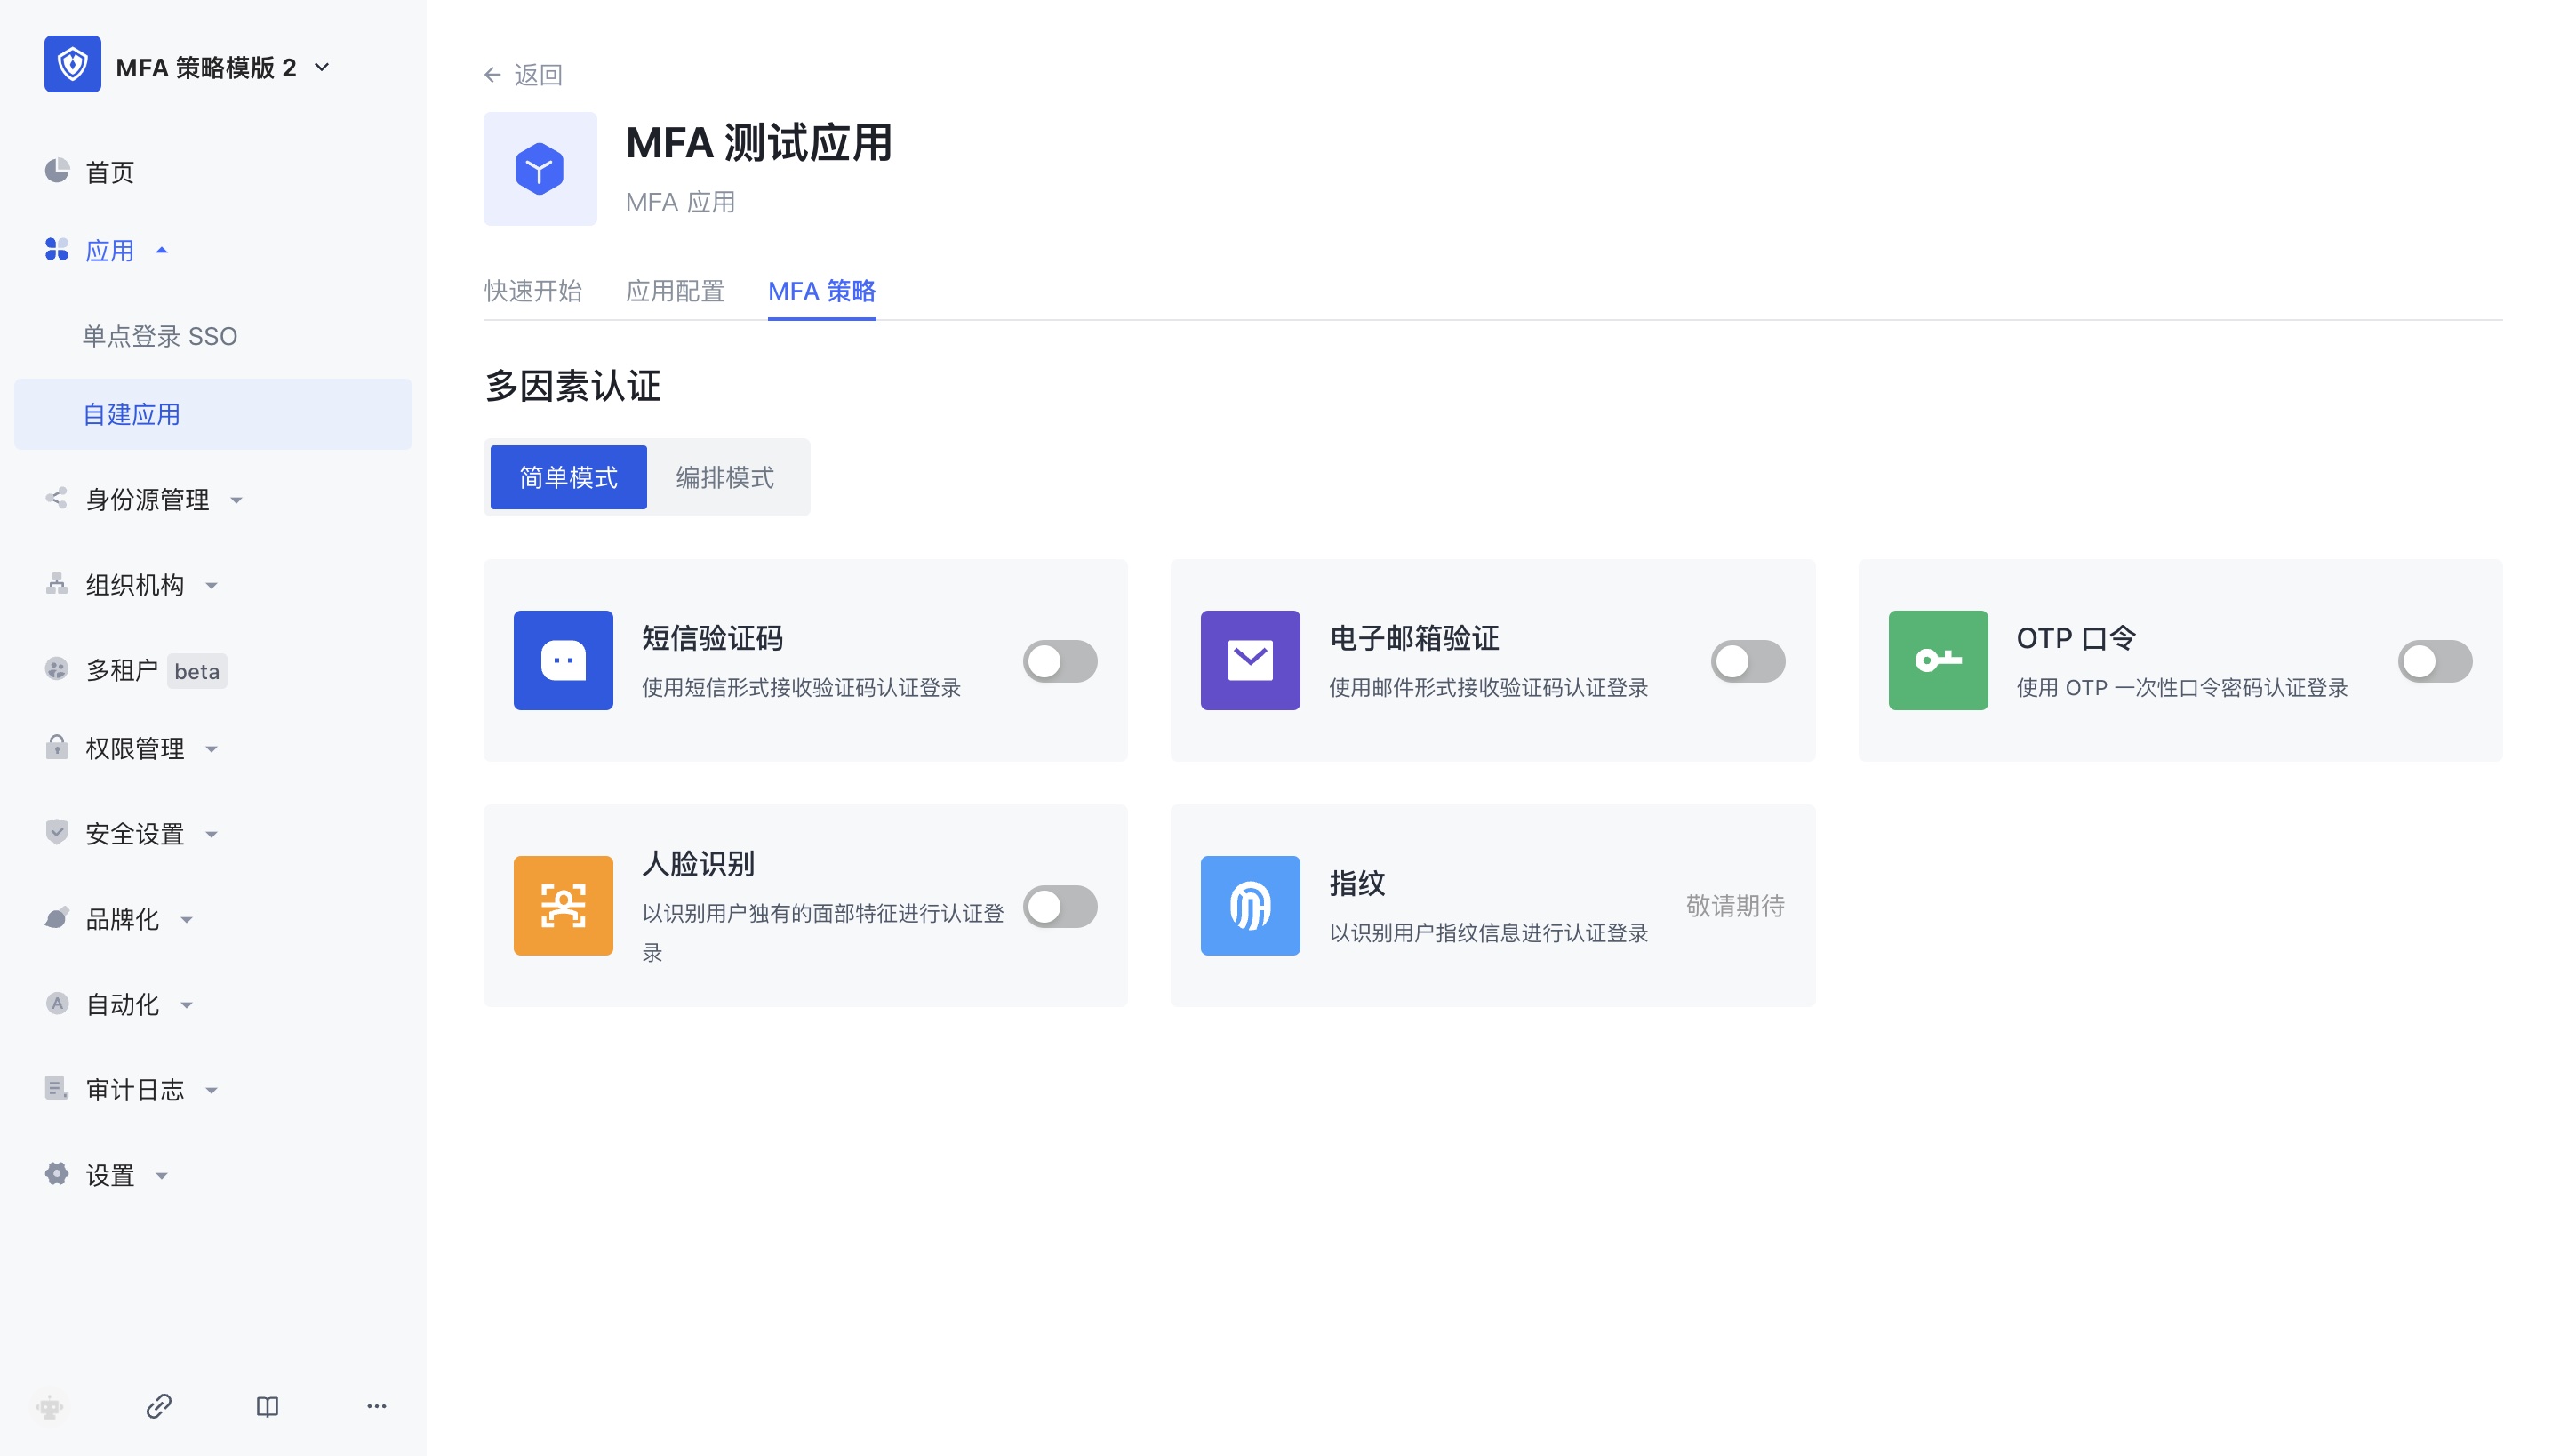 MFA 策略模版 2
首页
应用
单点登录 SSO
自建应用
身份源管理
组织机构
多租户 beta
权限管理
安全设置
品牌化
自动化
审计日志
设置
返回
MFA 测试应用
MFA 应用
快速开始 应用配置 MFA 策略
多因素认证
简单模式 编排模式
短信验证码
使用短信形式接收验证码认证登录
电子邮箱验证
使用邮件形式接收验证码认证登录
OTP 口令
使用 OTP 一次性口令密码认证登录
人脸识别
以识别用户独有的面部特征进行认证登
录
指纹
以识别用户指纹信息进行认证登录
敬请期待